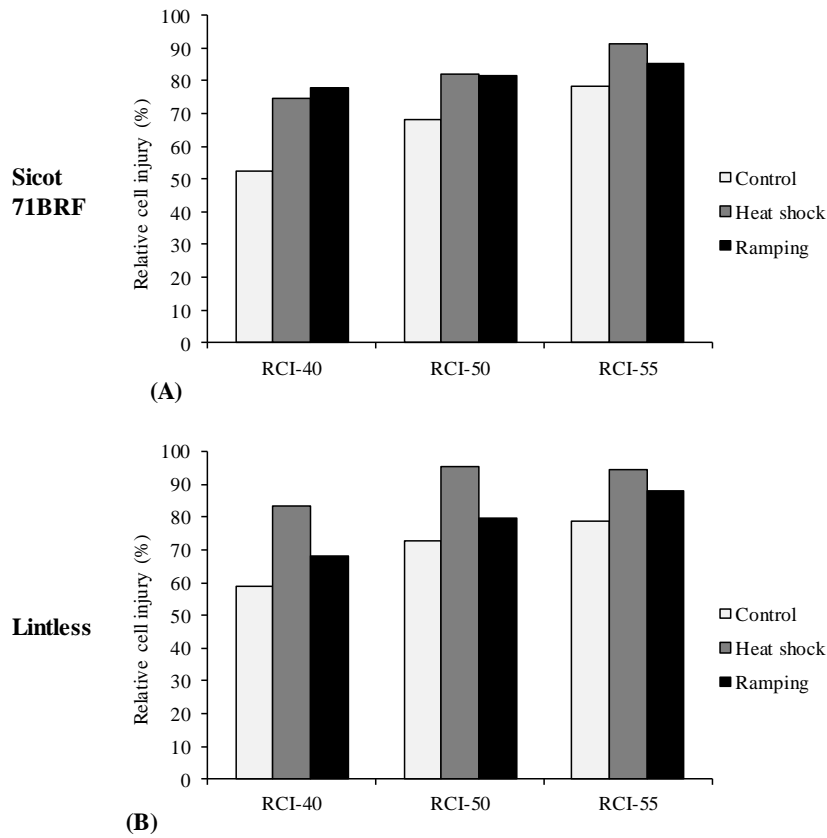 100
90
80
70
60
50
40
30
20
10
0
Relative cell injury (%)
Sicot
71BRF
Control
Heat shock
Ramping
RCI-40 RCI-50 RCI-55
(A)
100
90
80
70
60
50
40
30
20
10
0
Relative cell injury (%)
Lintless
Control
Heat shock
Ramping
RCI-40 RCI-50 RCI-55
(B)